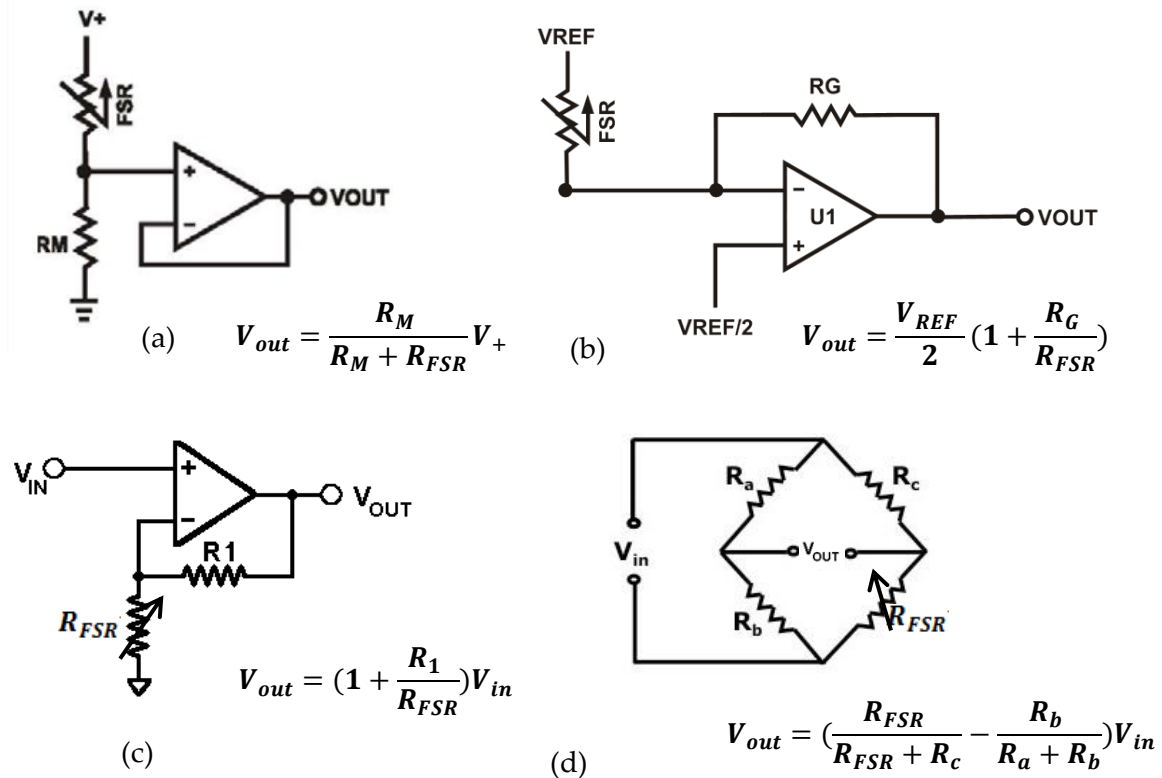 V+
FSR
RM
+
−
VOUT
(a) V_out = R_M / (R_M + R_FSR) V_+
VREF
FSR
RG
−
U1
+
VOUT
VREF/2
(b) V_out = V_REF / 2 (1 + R_G / R_FSR)
V_IN
+
−
V_OUT
R1
R_FSR
V_out = (1 + R_1 / R_FSR)V_in
(c)
R_a
R_c
V_in
V_OUT
R_b
R_FSR
V_out = (R_FSR / (R_FSR + R_c) − R_b / (R_a + R_b))V_in
(d)